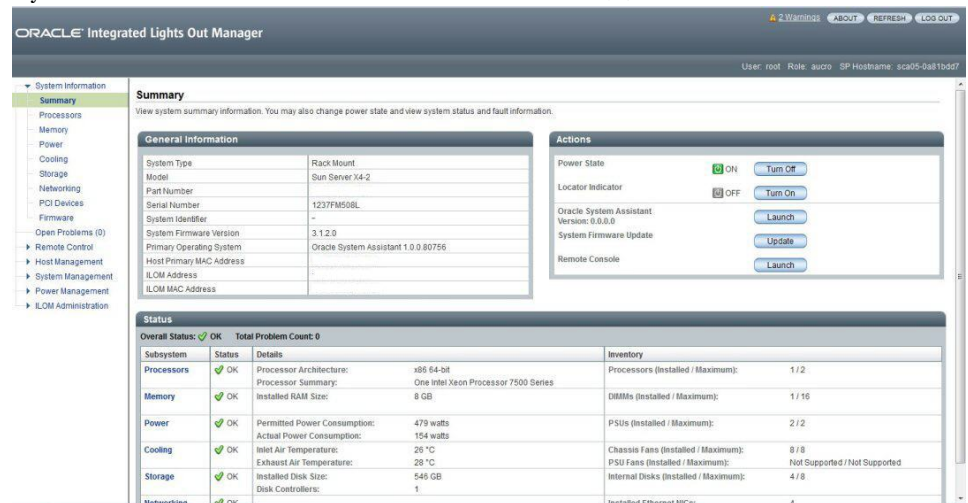 2 Warnings ABOUT REFRESH LOG OUT
ORACLE Integrated Lights Out Manager
User: root Role: aucro SP Hostname: sca05-0a81bdd7
System Information
Summary
Processors
Memory
Power
Cooling
Storage
Networking
PCI Devices
Firmware
Open Problems (0)
Remote Control
Host Management
System Management
Power Management
ILOM Administration
Summary
View system summary information. You may also change power state and view system status and fault information.
General Information
System Type Rack Mount
Model Sun Server X4-2
Part Number
Serial Number 1237FM508L
System Identifier -
System Firmware Version 3.1.2.0
Primary Operating System Oracle System Assistant 1.0.0.80756
Host Primary MAC Address
ILOM Address
ILOM MAC Address
Actions
Power State ON Turn Off
Locator Indicator OFF Turn On
Oracle System Assistant
Version: 0.0.0.0 Launch
System Firmware Update Update
Remote Console Launch
Status
Overall Status: OK Total Problem Count: 0
Subsystem Status Details Inventory
Processors OK Processor Architecture: x86 64-bit Processors (Installed / Maximum): 1 / 2
Processor Summary: One Intel Xeon Processor 7500 Series
Memory OK Installed RAM Size: 8 GB DIMMs (Installed / Maximum): 1 / 16
Power OK Permitted Power Consumption: 479 watts PSUs (Installed / Maximum): 2 / 2
Actual Power Consumption: 154 watts
Cooling OK Inlet Air Temperature: 26 °C Chassis Fans (Installed / Maximum): 8 / 8
Exhaust Air Temperature: 28 °C PSU Fans (Installed / Maximum): Not Supported / Not Supported
Storage OK Installed Disk Size: 546 GB Internal Disks (Installed / Maximum): 4 / 8
Disk Controllers: 1
Networking OK Installed Ethernet NICs: 4